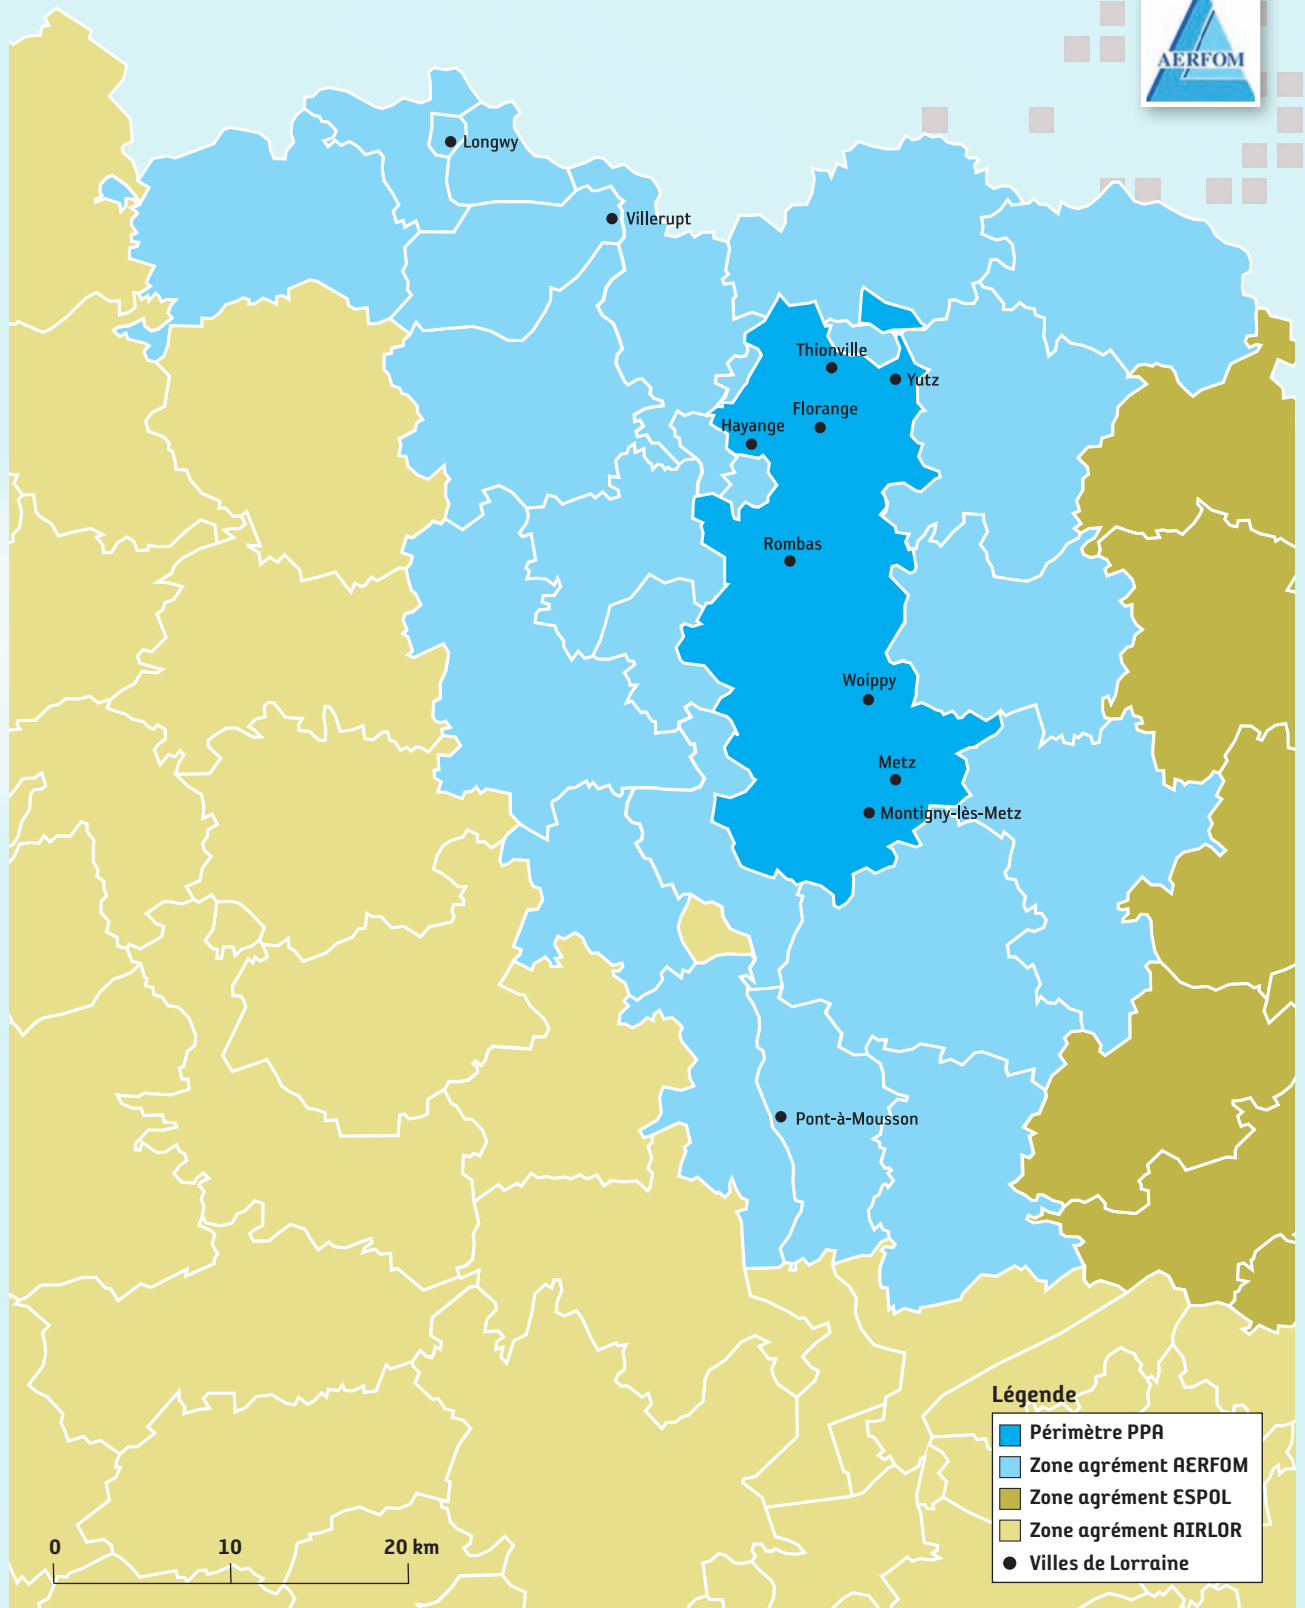 AERFOM
Longwy
Villerupt
Thionville
Yutz
Florange
Hayange
Rombas
Woippy
Metz
Montigny-lès-Metz
Pont-à-Mousson
Légende
Périmètre PPA
Zone agrément AERFOM
Zone agrément ESPOL
Zone agrément AIRLOR
Villes de Lorraine
0 10 20 km